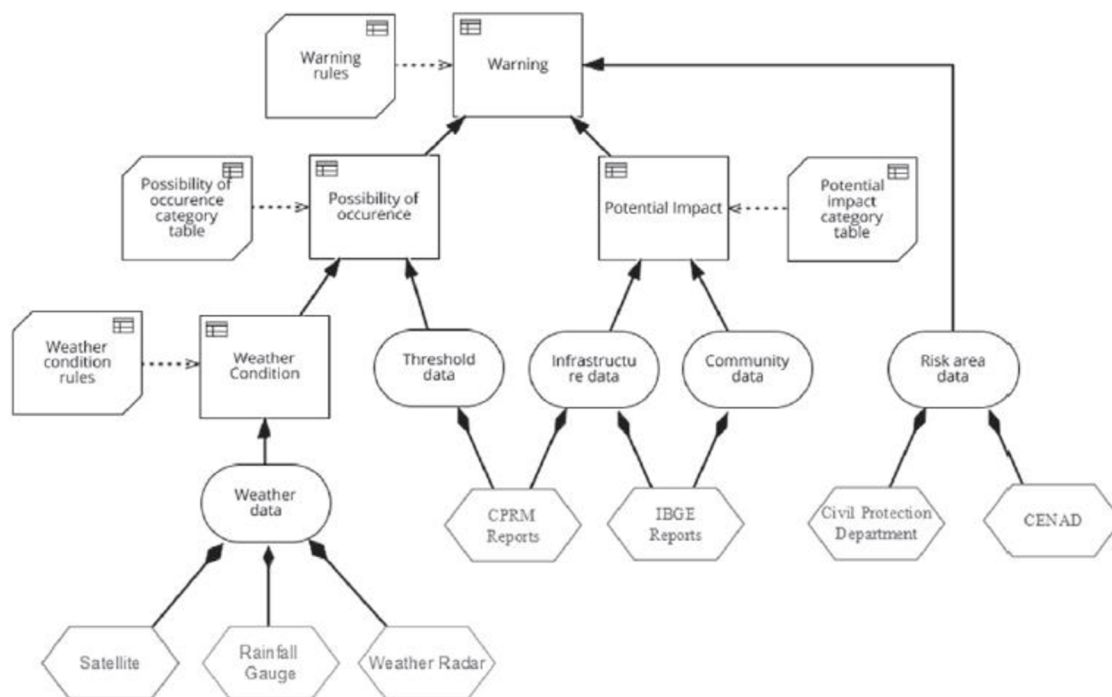 Warning
rules
Warning
Possibility of
occurence
category
table
Possibility of
occurence
Potential Impact
Potential
impact
category
table
Weather
condition
rules
Weather
Condition
Threshold
data
Infrastructu
re data
Community
data
Risk area
data
Weather
data
CPRM
Reports
IBGE
Reports
Civil Protection
Department
CENAD
Satellite
Rainfall
Gauge
Weather Radar